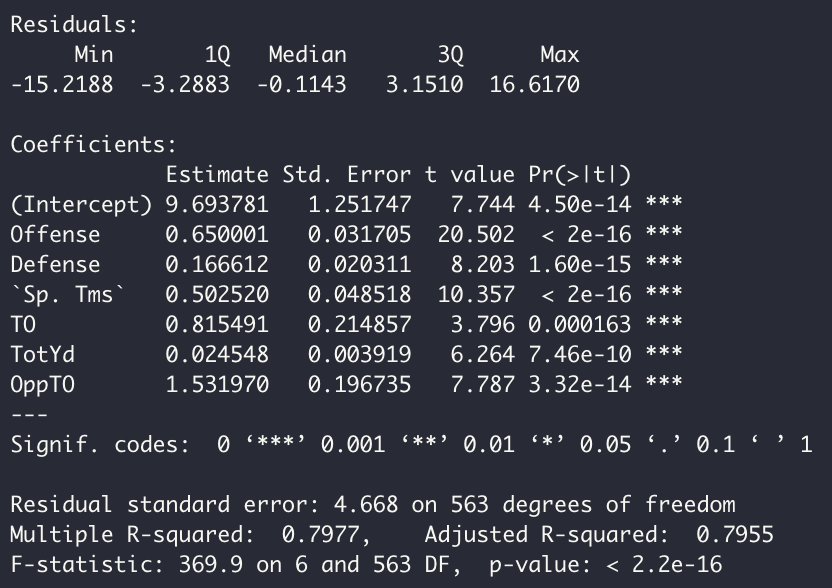 Residuals:
     Min       1Q   Median       3Q      Max
-15.2188  -3.2883  -0.1143   3.1510  16.6170
Coefficients:
            Estimate Std. Error t value Pr(>|t|)
(Intercept) 9.693781   1.251747   7.744 4.50e-14 ***
Offense     0.650001   0.031705  20.502  < 2e-16 ***
Defense     0.166612   0.020311   8.203 1.60e-15 ***
`Sp. Tms`   0.502520   0.048518  10.357  < 2e-16 ***
TO          0.815491   0.214857   3.796 0.000163 ***
TotYd       0.024548   0.003919   6.264 7.46e-10 ***
OppTO       1.531970   0.196735   7.787 3.32e-14 ***
---
Signif. codes:  0 ‘***’ 0.001 ‘**’ 0.01 ‘*’ 0.05 ‘.’ 0.1 ‘ ’ 1
Residual standard error: 4.668 on 563 degrees of freedom
Multiple R-squared:  0.7977,    Adjusted R-squared:  0.7955
F-statistic: 369.9 on 6 and 563 DF,  p-value: < 2.2e-16